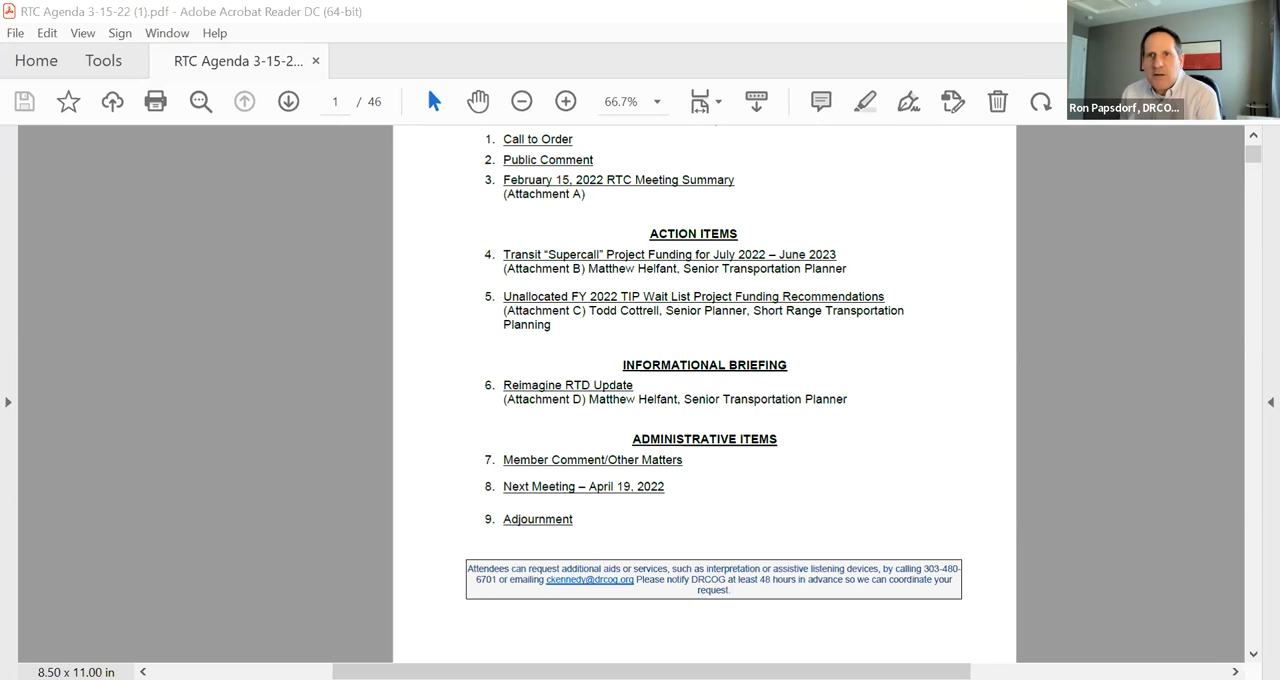 RTC Agenda 3-15-22 (1).pdf - Adobe Acrobat Reader DC (64-bit)
File Edit View Sign Window Help
Home Tools RTC Agenda 3-15-2... ×
1 / 46 66.7%
Ron Papsdorf, DRCO...
1. Call to Order
2. Public Comment
3. February 15, 2022 RTC Meeting Summary
(Attachment A)
ACTION ITEMS
4. Transit “Supercall” Project Funding for July 2022 – June 2023
(Attachment B) Matthew Helfant, Senior Transportation Planner
5. Unallocated FY 2022 TIP Wait List Project Funding Recommendations
(Attachment C) Todd Cottrell, Senior Planner, Short Range Transportation
Planning
INFORMATIONAL BRIEFING
6. Reimagine RTD Update
(Attachment D) Matthew Helfant, Senior Transportation Planner
ADMINISTRATIVE ITEMS
7. Member Comment/Other Matters
8. Next Meeting – April 19, 2022
9. Adjournment
Attendees can request additional aids or services, such as interpretation or assistive listening devices, by calling 303-480-
6701 or emailing ckennedy@drcog.org Please notify DRCOG at least 48 hours in advance so we can coordinate your
request.
8.50 x 11.00 in